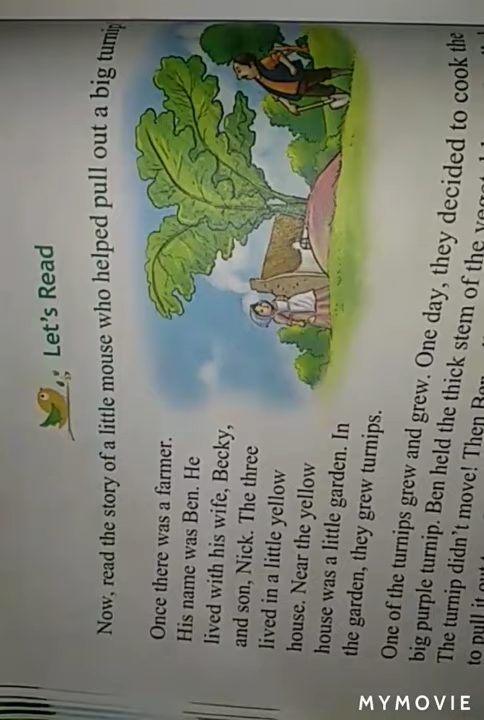 Let's Read
Now, read the story of a little mouse who helped pull out a big turnip
Once there was a farmer.
His name was Ben. He
lived with his wife, Becky,
and son, Nick. The three
lived in a little yellow
house. Near the yellow
house was a little garden. In
the garden, they grew turnips.
One of the turnips grew and grew. One day, they decided to cook the
big purple turnip. Ben held the thick stem of the
The turnip didn't move! Then
to pull it out
MYMOVIE